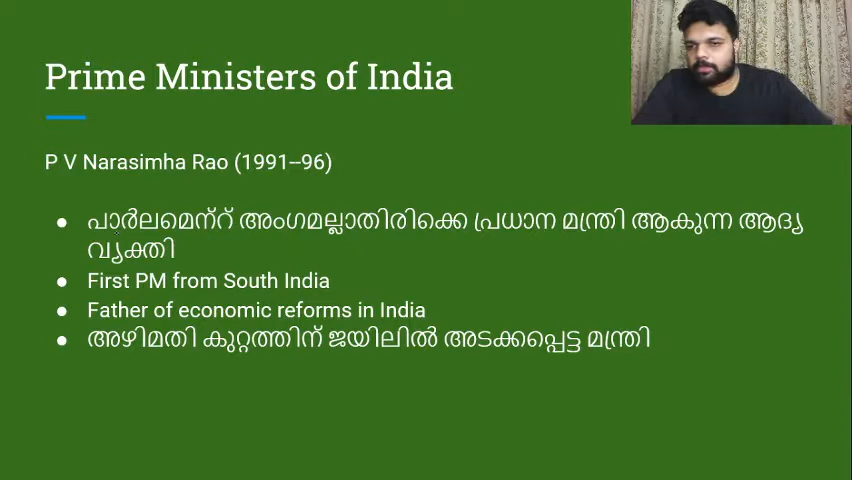 Prime Ministers of India
P V Narasimha Rao (1991–96)
● പാർലമെന്റ് അംഗമല്ലാതിരിക്കെ പ്രധാന മന്ത്രി ആകുന്ന ആദ്യ
വ്യക്തി
● First PM from South India
● Father of economic reforms in India
● അഴിമതി കുറ്റത്തിന് ജയിലിൽ അടക്കപ്പെട്ട മന്ത്രി